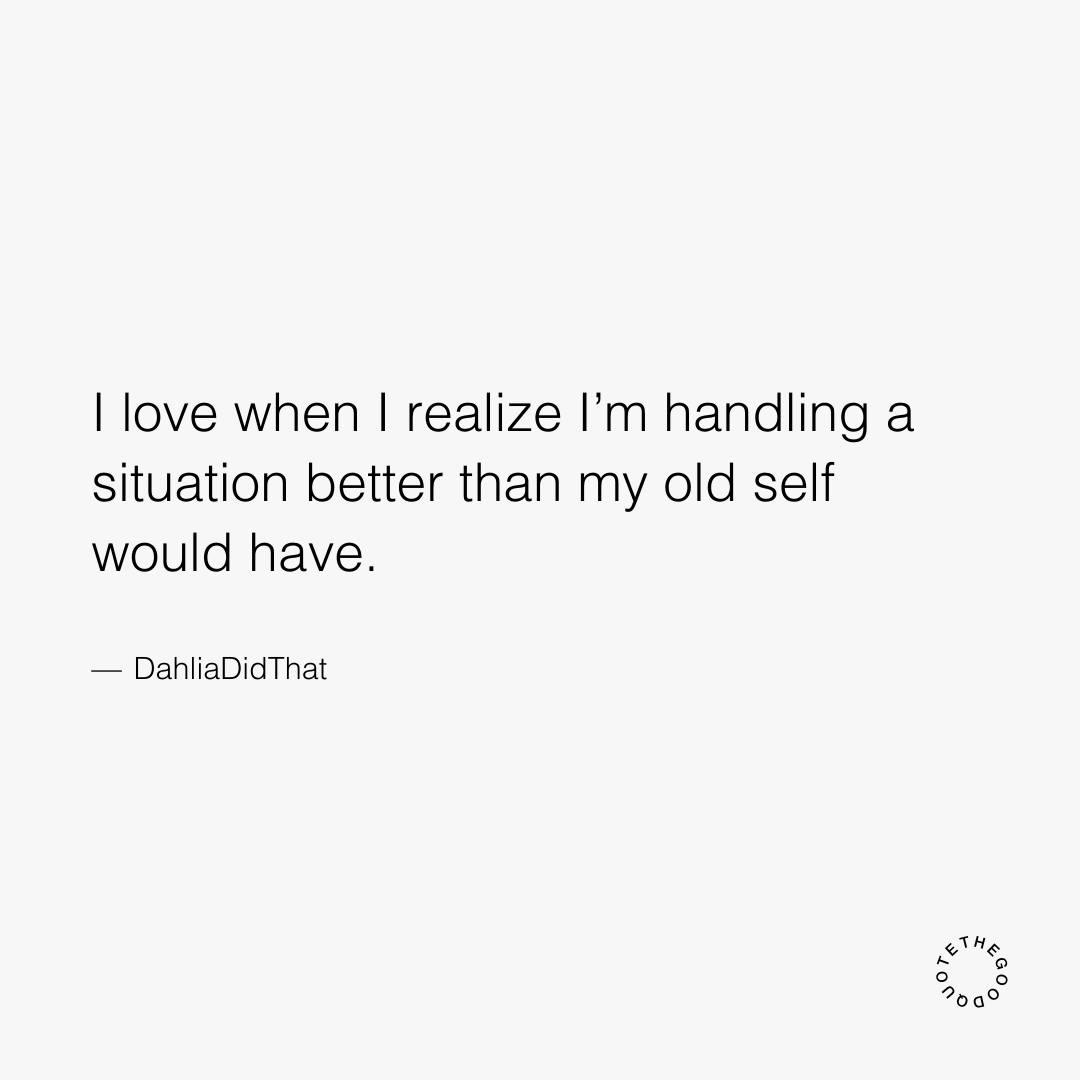 I love when I realize I’m handling a
situation better than my old self
would have.
— DahliaDidThat
THEGOODQUOTE